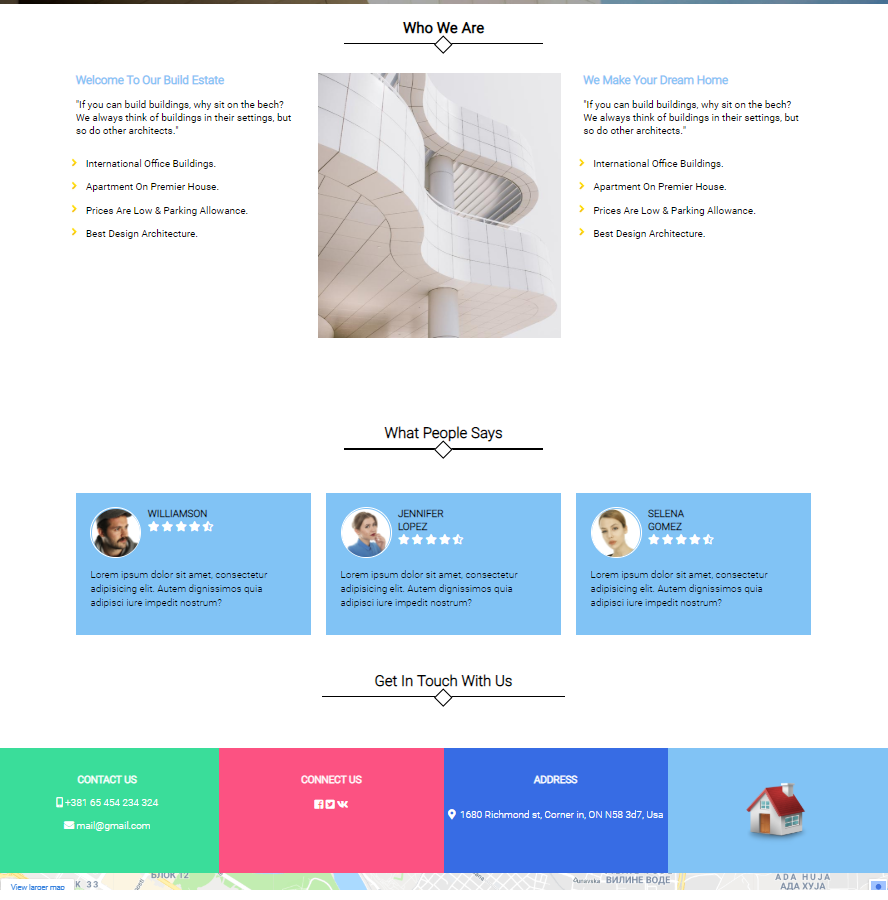 Who We Are
Welcome To Our Build Estate
"If you can build buildings, why sit on the bech?
We always think of buildings in their settings, but
so do other architects."
International Office Buildings.
Apartment On Premier House.
Prices Are Low & Parking Allowance.
Best Design Architecture.
We Make Your Dream Home
"If you can build buildings, why sit on the bech?
We always think of buildings in their settings, but
so do other architects."
International Office Buildings.
Apartment On Premier House.
Prices Are Low & Parking Allowance.
Best Design Architecture.
What People Says
WILLIAMSON
Lorem ipsum dolor sit amet, consectetur
adipisicing elit. Autem dignissimos quia
adipisci iure impedit nostrum?
JENNIFER
LOPEZ
Lorem ipsum dolor sit amet, consectetur
adipisicing elit. Autem dignissimos quia
adipisci iure impedit nostrum?
SELENA
GOMEZ
Lorem ipsum dolor sit amet, consectetur
adipisicing elit. Autem dignissimos quia
adipisci iure impedit nostrum?
Get In Touch With Us
CONTACT US
+381 65 454 234 324
mail@gmail.com
CONNECT US
ADDRESS
1680 Richmond st, Corner in, ON N58 3d7, Usa
View larger map
K 33
БЛОК 12
ВИЛИНЕ ВОДЕ
ADA HUJA
АДА ХУЈА